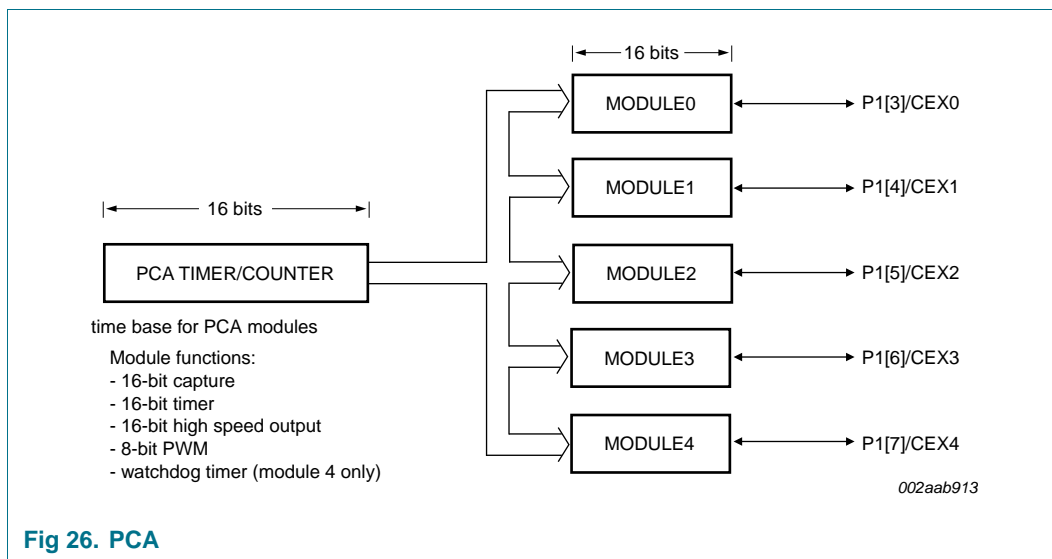 16 bits
MODULE0
P1[3]/CEX0
MODULE1
P1[4]/CEX1
16 bits
PCA TIMER/COUNTER
MODULE2
P1[5]/CEX2
time base for PCA modules
Module functions:
- 16-bit capture
- 16-bit timer
- 16-bit high speed output
- 8-bit PWM
- watchdog timer (module 4 only)
MODULE3
P1[6]/CEX3
MODULE4
P1[7]/CEX4
002aab913
Fig 26. PCA